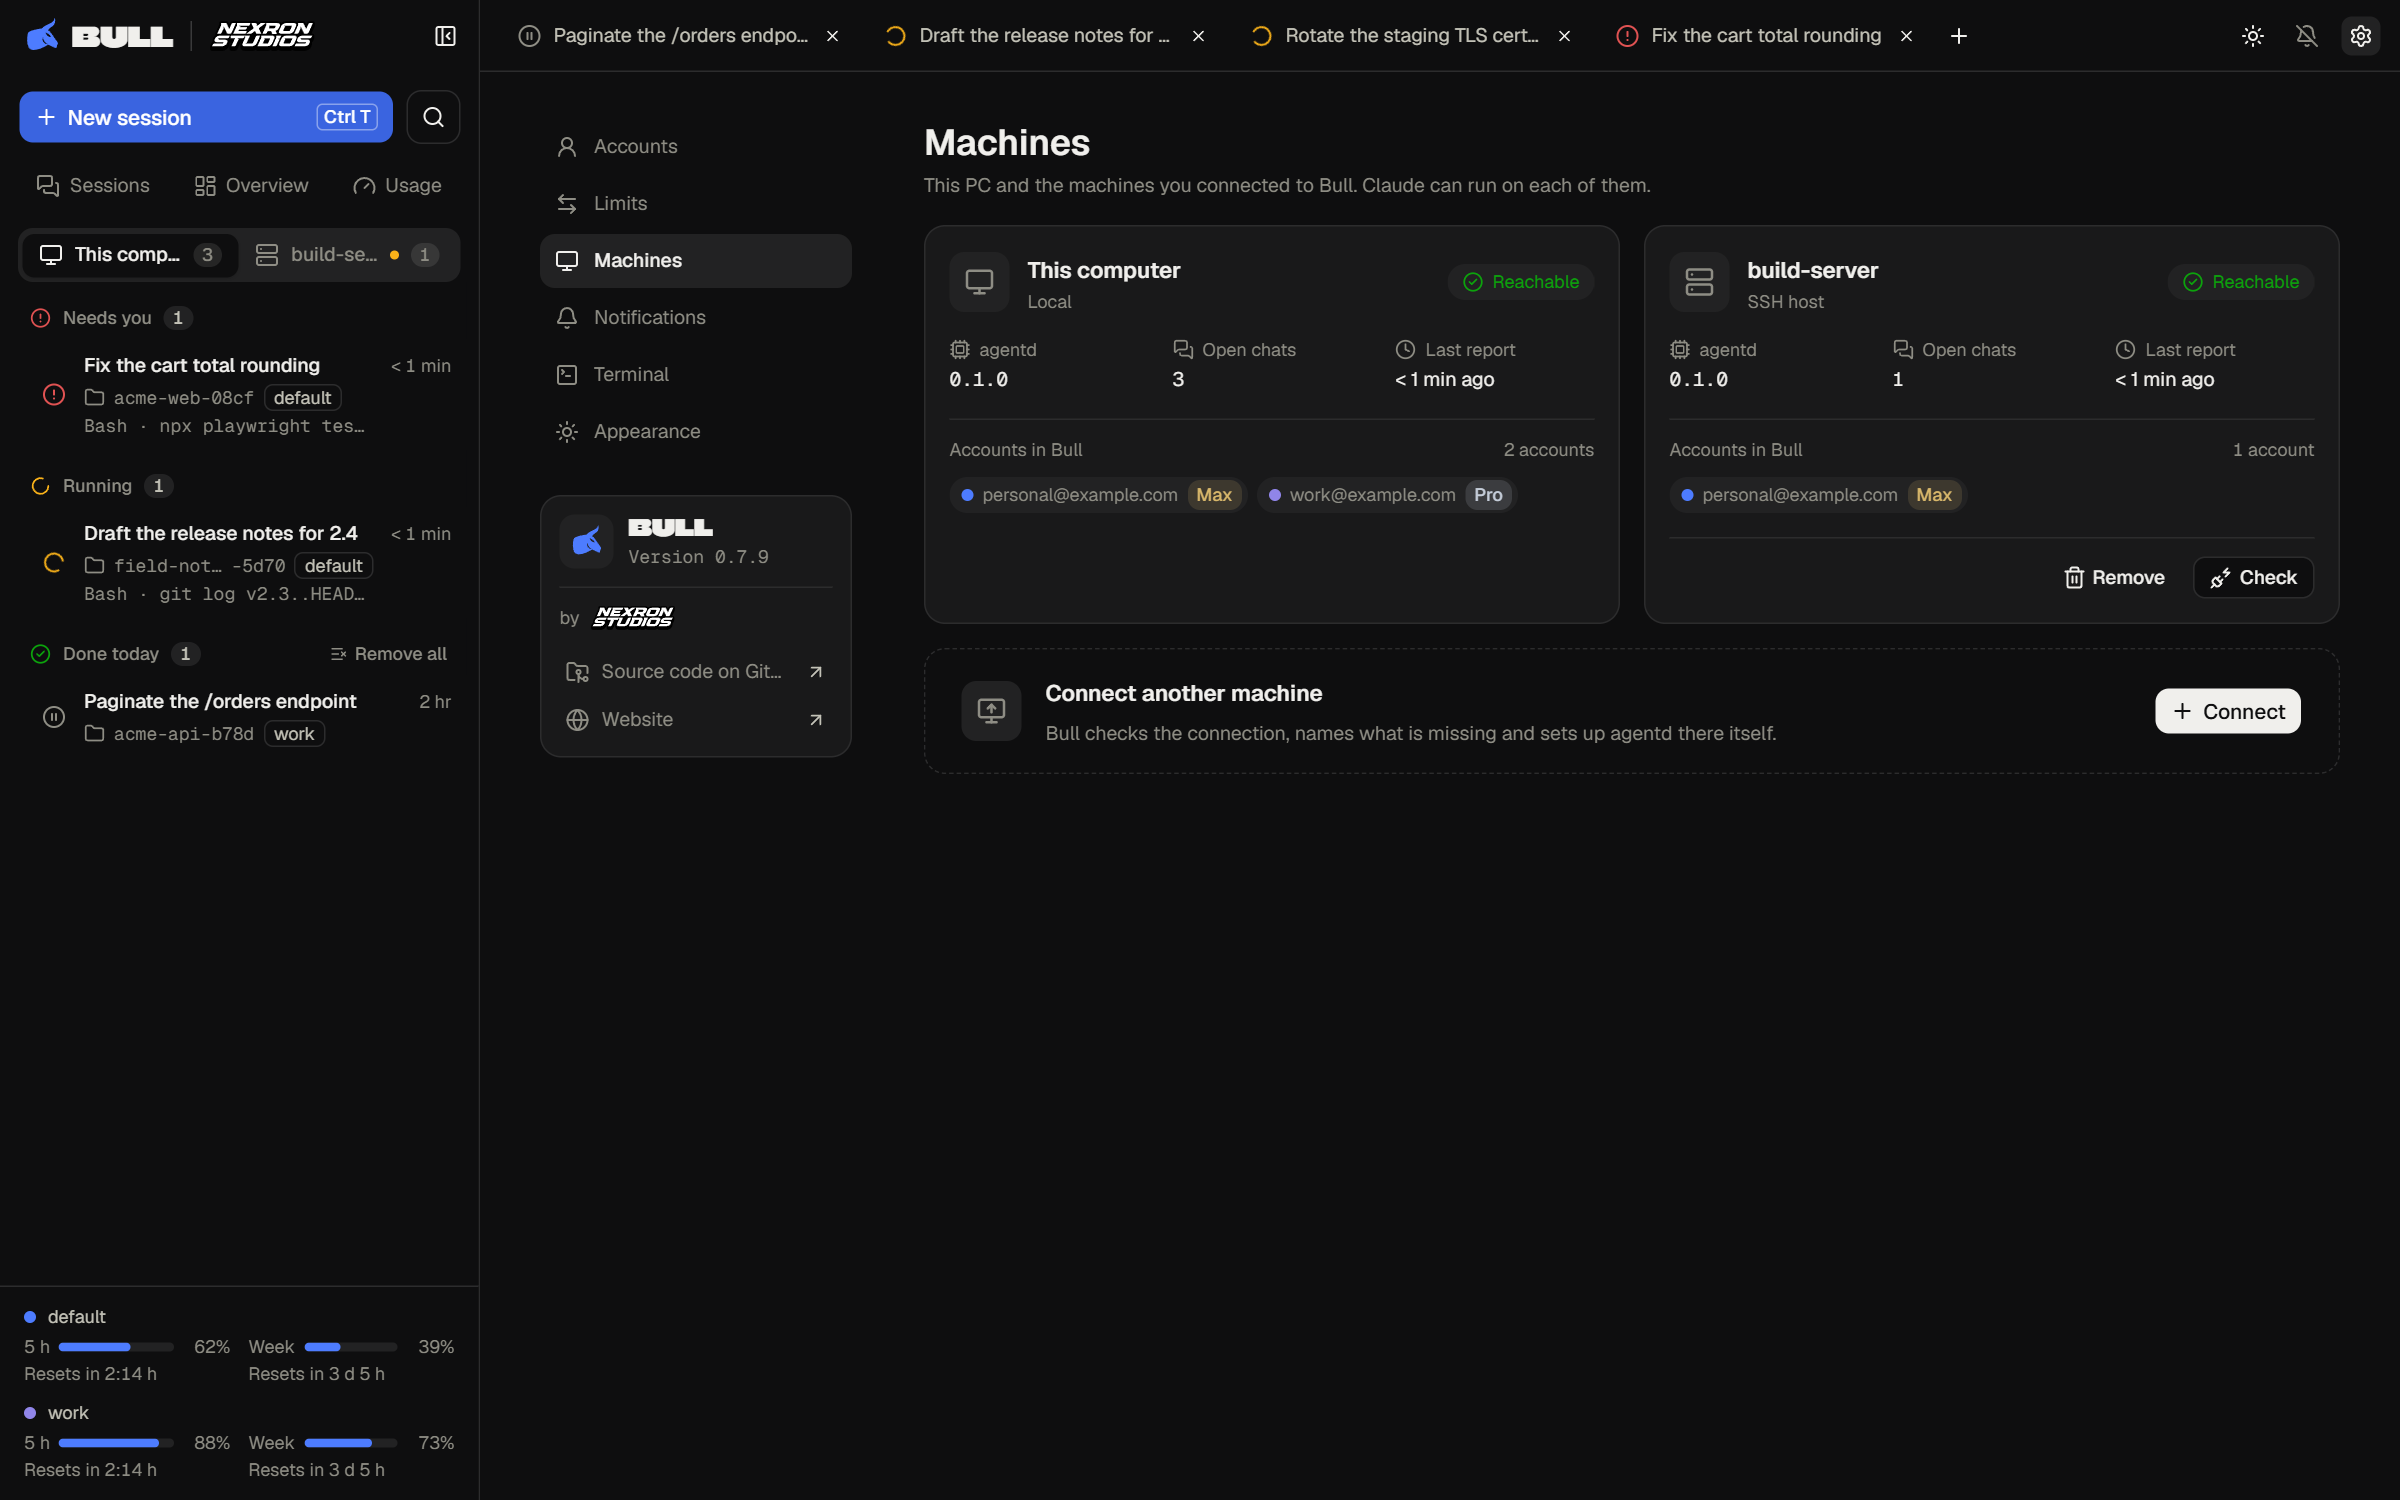 BULL
NEXRON STUDIOS
New session Ctrl T
Sessions Overview Usage
This comp... 3 build-se... 1
Needs you 1
Fix the cart total rounding < 1 min
acme-web-08cf default
Bash · npx playwright tes…
Running 1
Draft the release notes for 2.4 < 1 min
field-not… -5d70 default
Bash · git log v2.3..HEAD…
Done today 1 Remove all
Paginate the /orders endpoint 2 hr
acme-api-b78d work
default
5 h 62% Week 39%
Resets in 2:14 h Resets in 3 d 5 h
work
5 h 88% Week 73%
Resets in 2:14 h Resets in 3 d 5 h
Paginate the /orders endpo... Draft the release notes for ... Rotate the staging TLS cert... Fix the cart total rounding
Accounts
Limits
Machines
Notifications
Terminal
Appearance
BULL
Version 0.7.9
by NEXRON STUDIOS
Source code on Git...
Website
Machines
This PC and the machines you connected to Bull. Claude can run on each of them.
This computer
Local
Reachable
agentd Open chats Last report
0.1.0 3 < 1 min ago
Accounts in Bull 2 accounts
personal@example.com Max work@example.com Pro
build-server
SSH host
Reachable
agentd Open chats Last report
0.1.0 1 < 1 min ago
Accounts in Bull 1 account
personal@example.com Max
Remove Check
Connect another machine
Bull checks the connection, names what is missing and sets up agentd there itself.
Connect